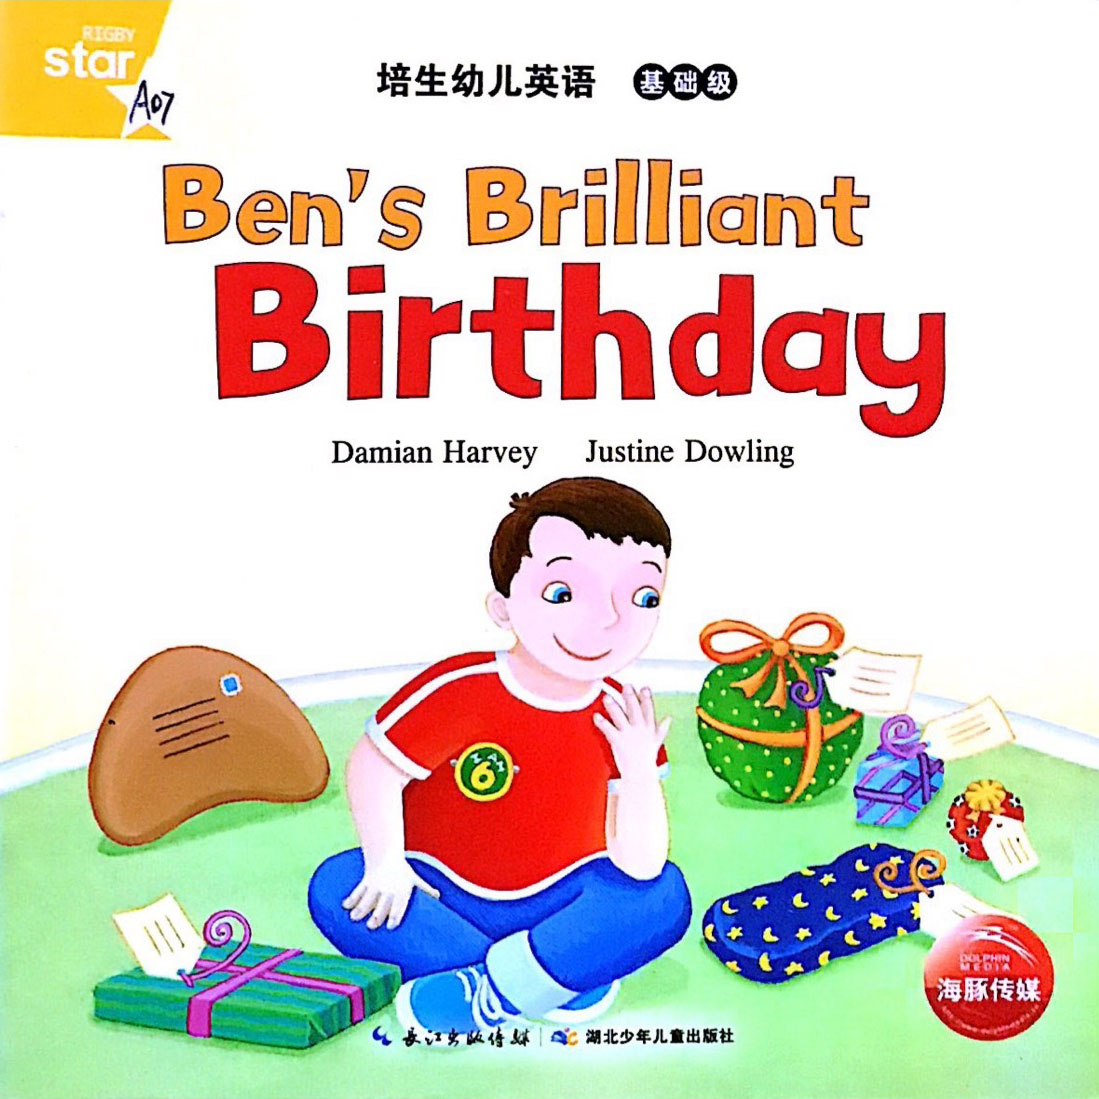 RIGBY
star
A07
培生幼儿英语 基础级
Ben's Brilliant
Birthday
Damian Harvey Justine Dowling
I AM
6
DOLPHIN
MEDIA
海豚传媒
长江出版传媒 湖北少年儿童出版社